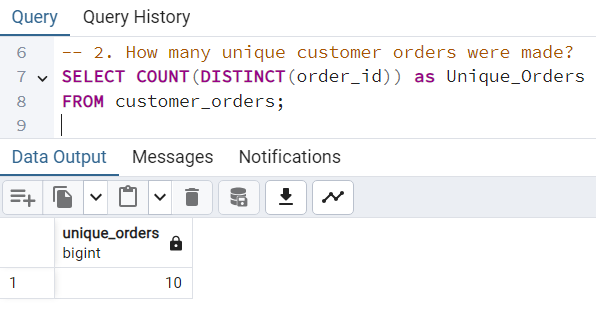 Query Query History
6 -- 2. How many unique customer orders were made?
7 SELECT COUNT(DISTINCT(order_id)) as Unique_Orders
8 FROM customer_orders;
9
Data Output Messages Notifications
unique_orders
bigint
1 10